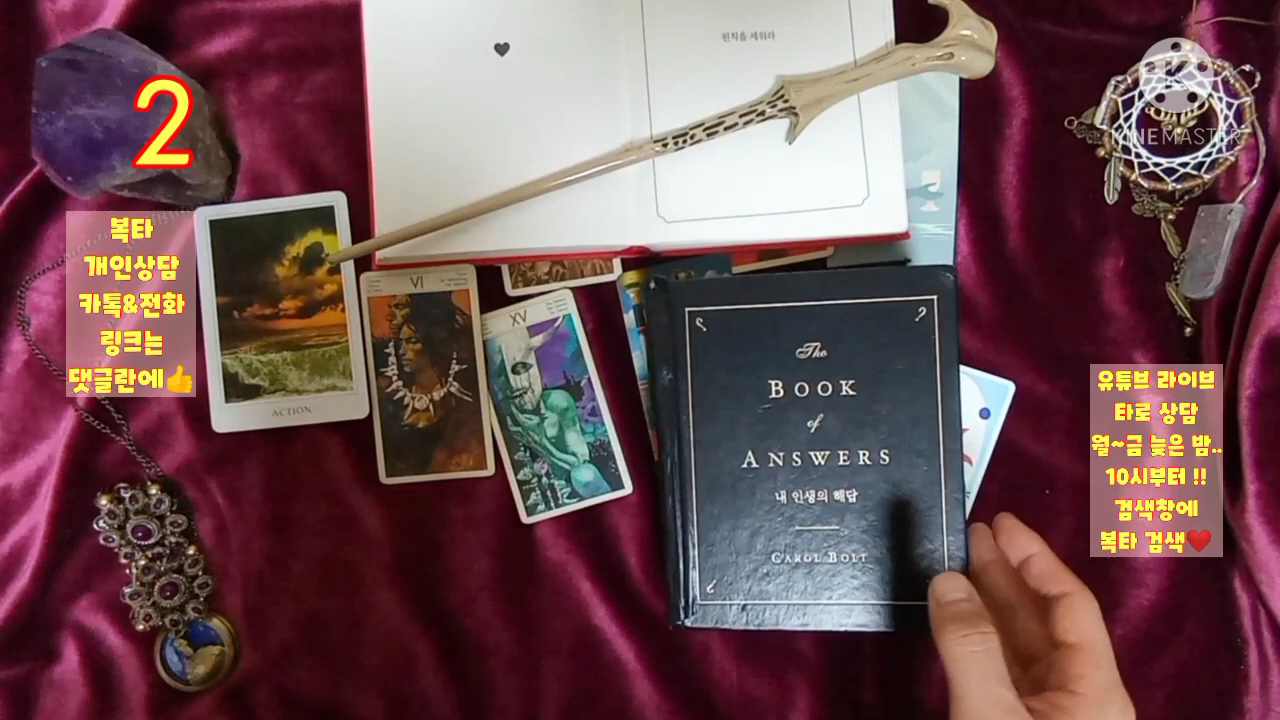 2
복타
개인상담
카톡&전화
링크는
댓글란에👍
원칙을 세워라
KINEMASTER
ACTION
VI
XV
The
BOOK
of
ANSWERS
내 인생의 해답
CAROL BOLT
유튜브 라이브
타로 상담
월~금 늦은 밤..
10시부터 !!
검색창에
복타 검색❤️